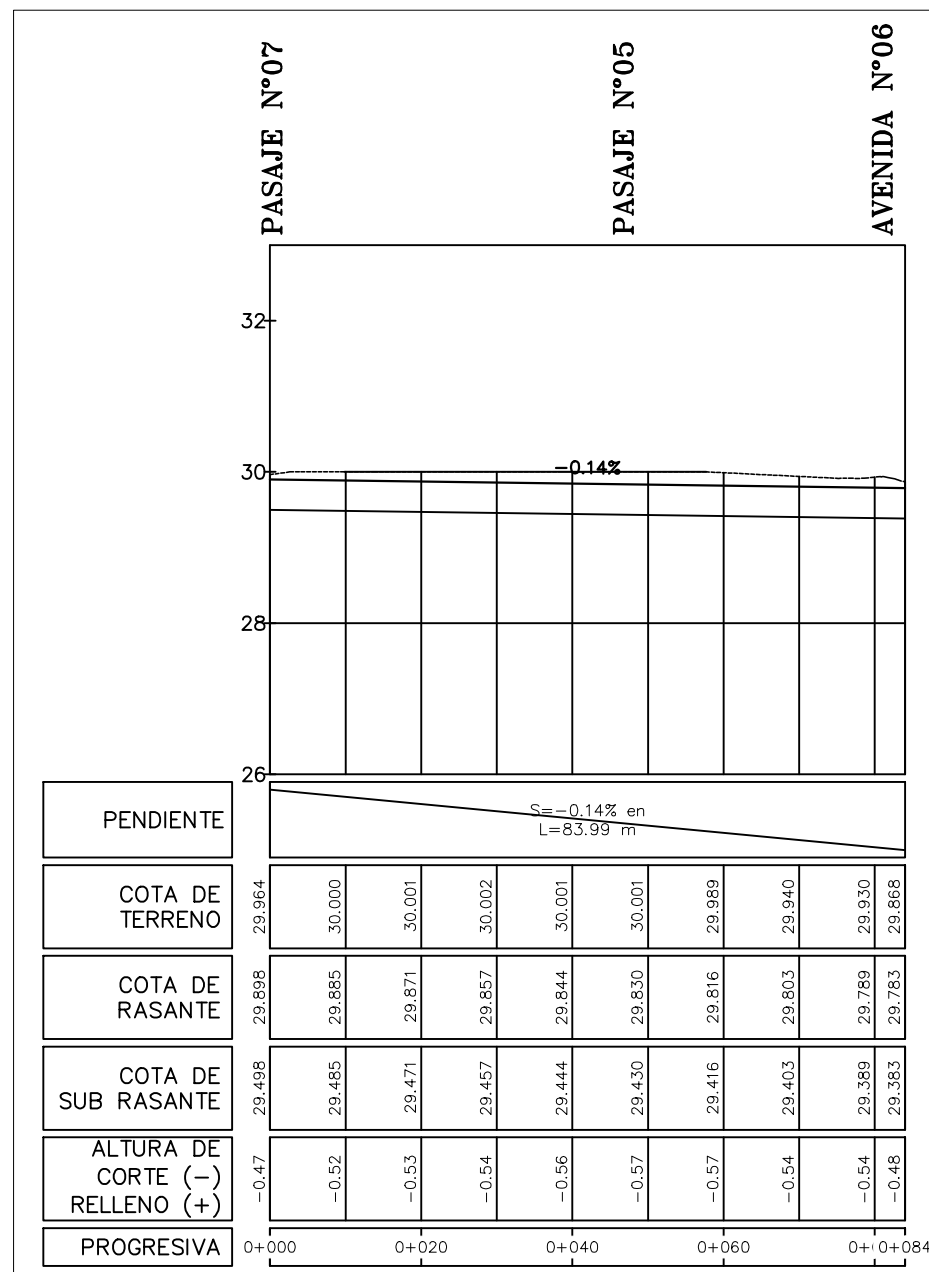 PASAJE N°07
PASAJE N°05
AVENIDA N°06
32
30
-0.14%
28
26
PENDIENTE
S=-0.14% en
L=83.99 m
COTA DE
TERRENO
29.964 30.000 30.001 30.002 30.001 30.001 29.989 29.940 29.930 29.868
COTA DE
RASANTE
29.898 29.885 29.871 29.857 29.844 29.830 29.816 29.803 29.789 29.783
COTA DE
SUB RASANTE
29.498 29.485 29.471 29.457 29.444 29.430 29.416 29.403 29.389 29.383
ALTURA DE
CORTE (-)
RELLENO (+)
-0.47 -0.52 -0.53 -0.54 -0.56 -0.57 -0.57 -0.54 -0.54 -0.48
PROGRESIVA
0+000 0+020 0+040 0+060 0+084